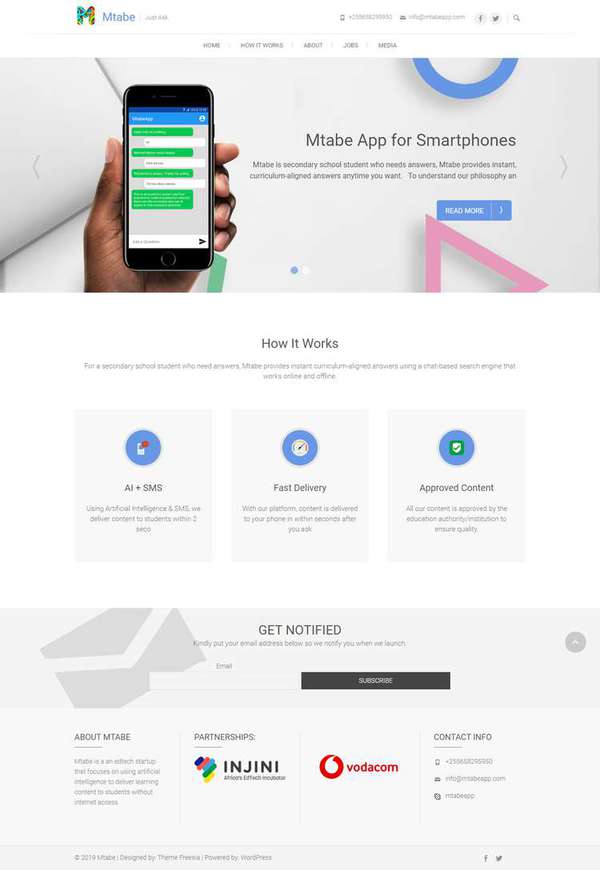 Mtabe
Just Ask
+255658295950
info@mtabeapp.com
HOME
HOW IT WORKS
ABOUT
JOBS
MEDIA
MtabeApp
Mtabe App for Smartphones
Mtabe is secondary school student who needs answers, Mtabe provides instant,
curriculum-aligned answers anytime you want. To understand our philosophy an
READ MORE
Ask a Question
How It Works
For a secondary school student who need answers, Mtabe provides instant curriculum-aligned answers using a chat-based search engine that
works online and offline.
AI + SMS
Using Artificial Intelligence & SMS, we
deliver content to students within 2
seco
Fast Delivery
With our platform, content is delivered
to your phone in within seconds after
you ask
Approved Content
All our content is approved by the
education authority/institution to
ensure quality.
GET NOTIFIED
Kindly put your email address below so we notify you when we launch
Email
SUBSCRIBE
ABOUT MTABE
Mtabe is an an edtech startup
that focuses on using artificial
intelligence to deliver learning
content to students without
internet access.
PARTNERSHIPS:
INJINI
Africa's EdTech Incubator
vodacom
CONTACT INFO
+255658295950
info@mtabeapp.com
mtabeapp
© 2019 Mtabe | Designed by: Theme Freesia | Powered by: WordPress